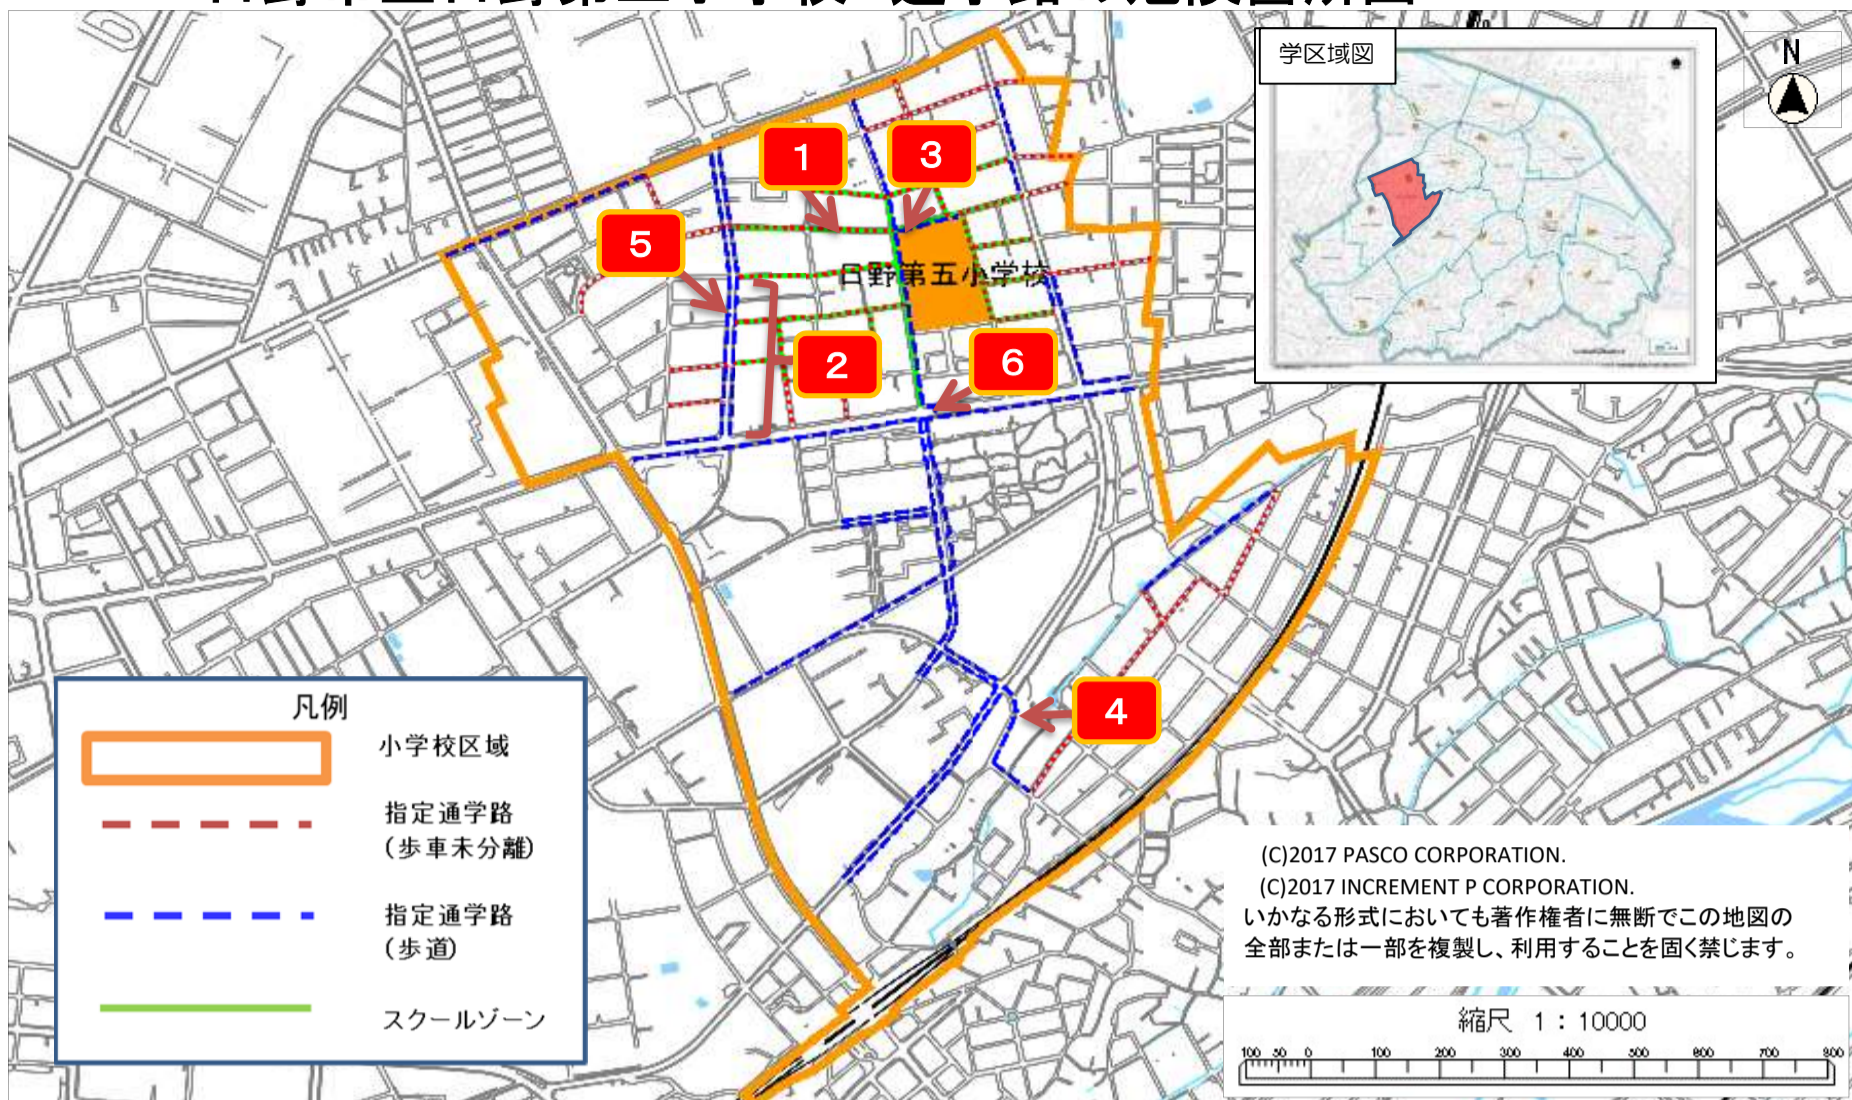 学区域図
N
1
3
5
日野第五小学校
2
6
4
凡例
小学校区域
指定通学路
(歩車未分離)
指定通学路
(歩道)
スクールゾーン
(C)2017 PASCO CORPORATION.
(C)2017 INCREMENT P CORPORATION.
いかなる形式においても著作権者に無断でこの地図の
全部または一部を複製し、利用することを固く禁じます。
縮尺 1：10000
100 50 0 100 200 300 400 500 600 700 800